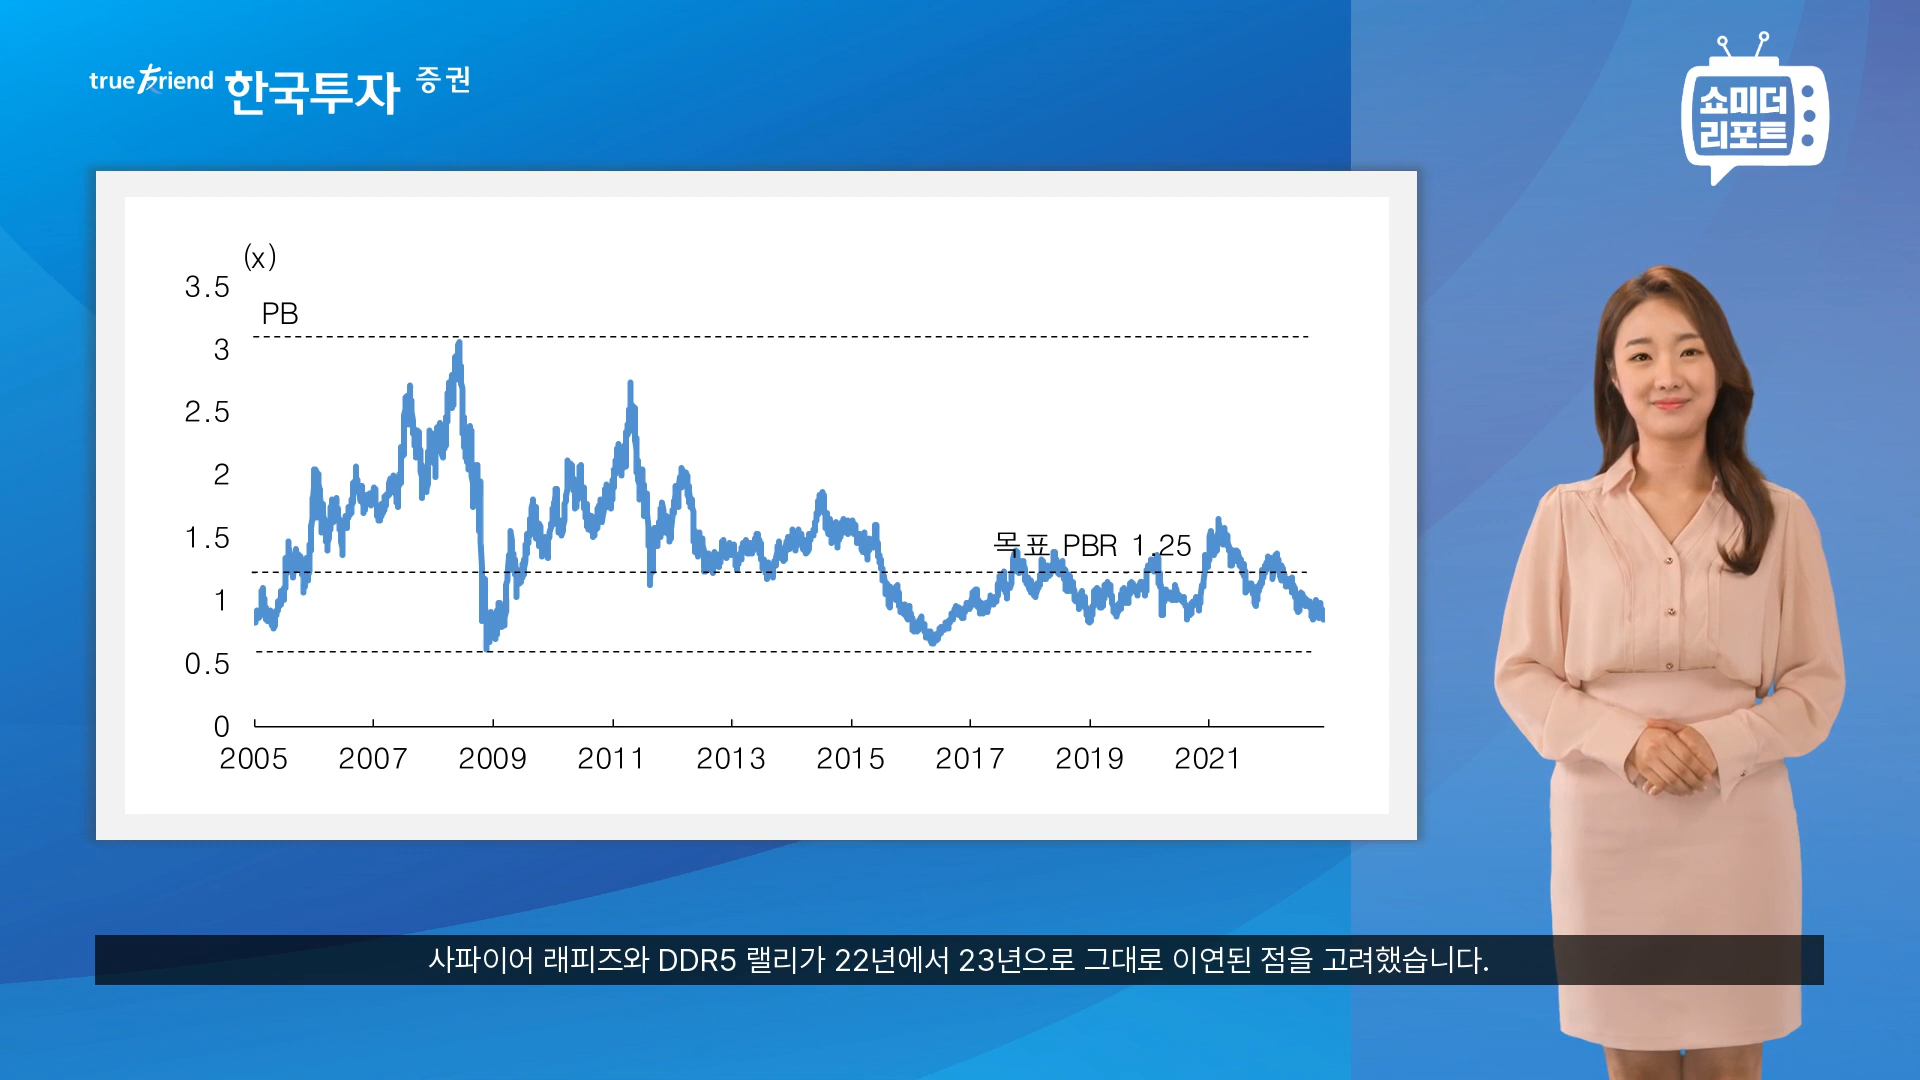 true friend 한국투자 증권
쇼미더
리포트
(x)
3.5
PB
3
2.5
2
1.5
목표 PBR 1.25
1
0.5
0
2005 2007 2009 2011 2013 2015 2017 2019 2021
사파이어 래피즈와 DDR5 랠리가 22년에서 23년으로 그대로 이연된 점을 고려했습니다.